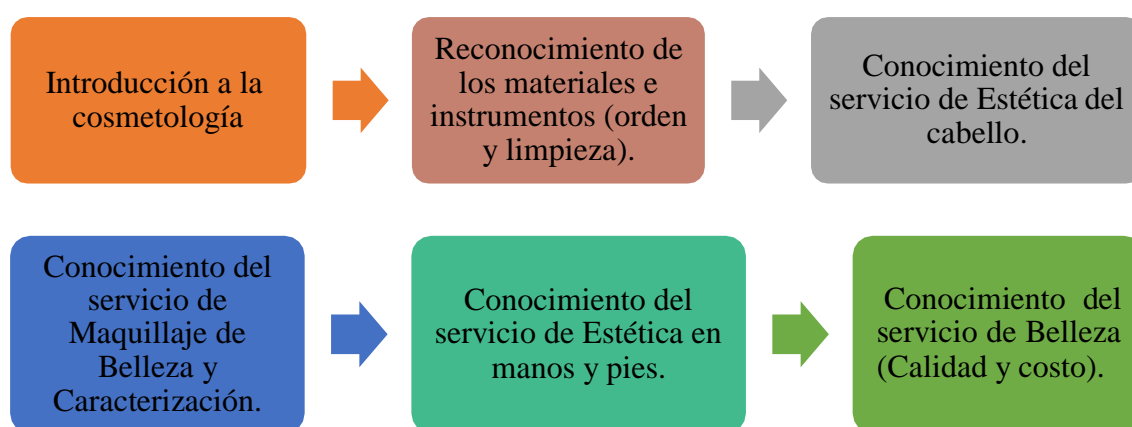 Introducción a la
cosmetología
Reconocimiento de
los materiales e
instrumentos (orden
y limpieza).
Conocimiento del
servicio de Estética del
cabello.
Conocimiento del
servicio de
Maquillaje de
Belleza y
Caracterización.
Conocimiento del
servicio de Estética en
manos y pies.
Conocimiento  del
servicio de Belleza
(Calidad y costo).